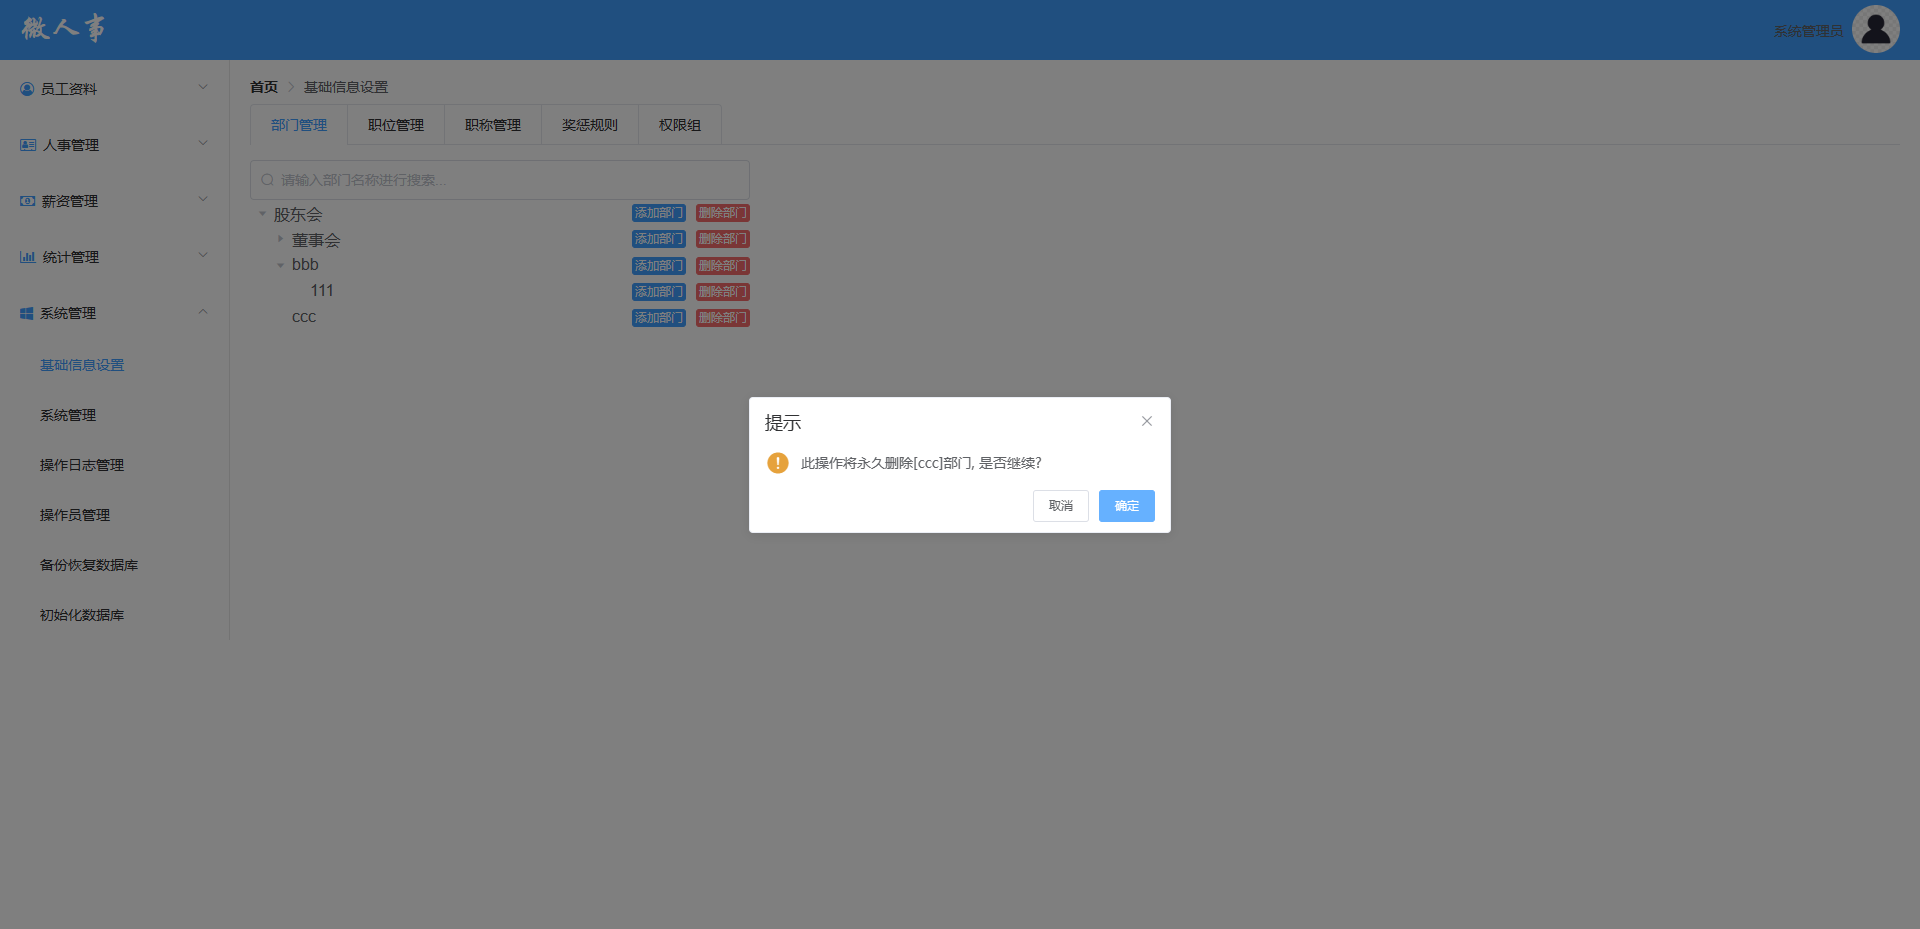 微人事
系统管理员
员工资料
人事管理
薪资管理
统计管理
系统管理
基础信息设置
系统管理
操作日志管理
操作员管理
备份恢复数据库
初始化数据库
首页 基础信息设置
部门管理 职位管理 职称管理 奖惩规则 权限组
请输入部门名称进行搜索...
股东会 添加部门 删除部门
董事会 添加部门 删除部门
bbb 添加部门 删除部门
111 添加部门 删除部门
ccc 添加部门 删除部门
提示
此操作将永久删除[ccc]部门, 是否继续?
取消 确定